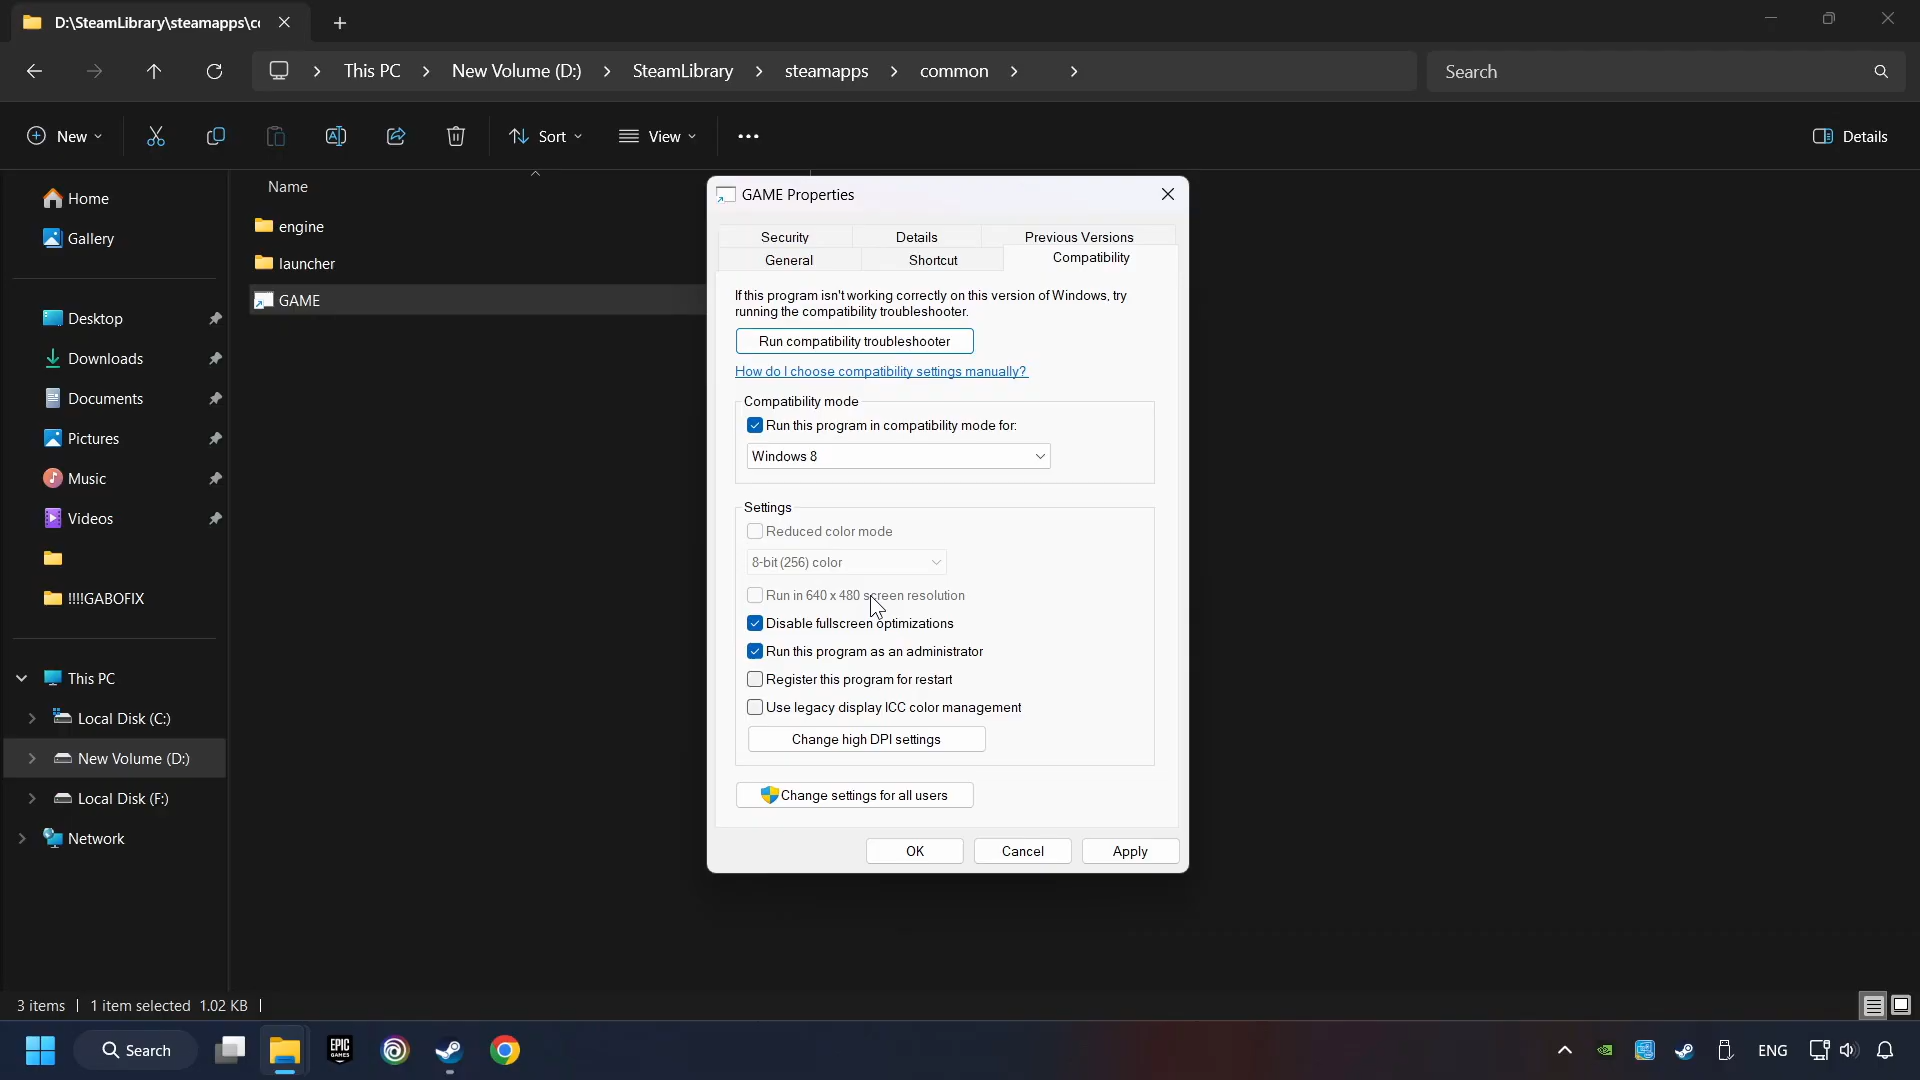 D:\SteamLibrary\steamapps\c
This PC
New Volume (D:)
SteamLibrary
steamapps
common
Search
New
Sort
View
Details
Home
Gallery
Desktop
Downloads
Documents
Pictures
Music
Videos
!!!!GABOFIX
This PC
Local Disk (C:)
New Volume (D:)
Local Disk (F:)
Network
Name
engine
launcher
GAME
GAME Properties
Security
Details
Previous Versions
General
Shortcut
Compatibility
If this program isn't working correctly on this version of Windows, try
running the compatibility troubleshooter.
Run compatibility troubleshooter
How do I choose compatibility settings manually?
Compatibility mode
Run this program in compatibility mode for:
Windows 8
Settings
Reduced color mode
8-bit (256) color
Run in 640 x 480 screen resolution
Disable fullscreen optimizations
Run this program as an administrator
Register this program for restart
Use legacy display ICC color management
Change high DPI settings
Change settings for all users
OK
Cancel
Apply
3 items
1 item selected 1.02 KB
Search
EPIC
GAMES
ENG